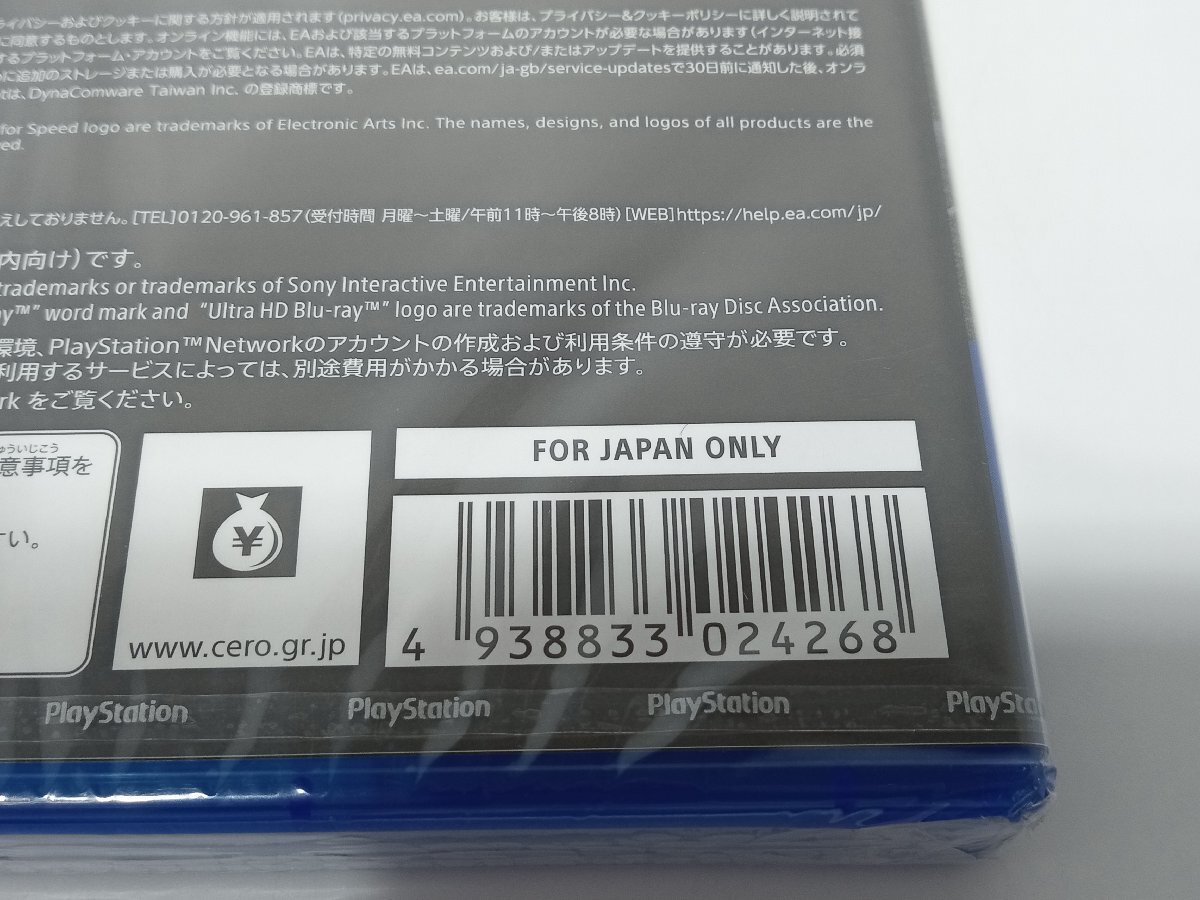 ライバシーおよびクッキーに関する方針が適用されます(privacy.ea.com)。お客様は、プライバシー&クッキーポリシーに詳しく説明されて
に同意するものとします。オンライン機能には、EAおよび該当するプラットフォームのアカウントが必要な場合があります(インターネット接
するプラットフォーム・アカウントをご覧ください。EAは、特定の無料コンテンツおよび/またはアップデートを提供することがあります。必須
めに追加のストレージまたは購入が必要となる場合があります。EAは、ea.com/ja-gb/service-updatesで30日前に通知した後、オンラ
は、DynaComware Taiwan Inc. の登録商標です。
for Speed logo are trademarks of Electronic Arts Inc. The names, designs, and logos of all products are the
えしておりません。[TEL]0120-961-857(受付時間 月曜～土曜/午前11時～午後8時)[WEB]https://help.ea.com/jp/
内向け)です。
trademarks or trademarks of Sony Interactive Entertainment Inc.
word mark and “Ultra HD Blu-ray™” logo are trademarks of the Blu-ray Disc Association.
環境、PlayStation™Networkのアカウントの作成および利用条件の遵守が必要です。
利用するサービスによっては、別途費用がかかる場合があります。
をご覧ください。
ゅういじこう
意事項を
い。
¥
www.cero.gr.jp
FOR JAPAN ONLY
4 938833 024268
PlayStation PlayStation PlayStation PlaySta